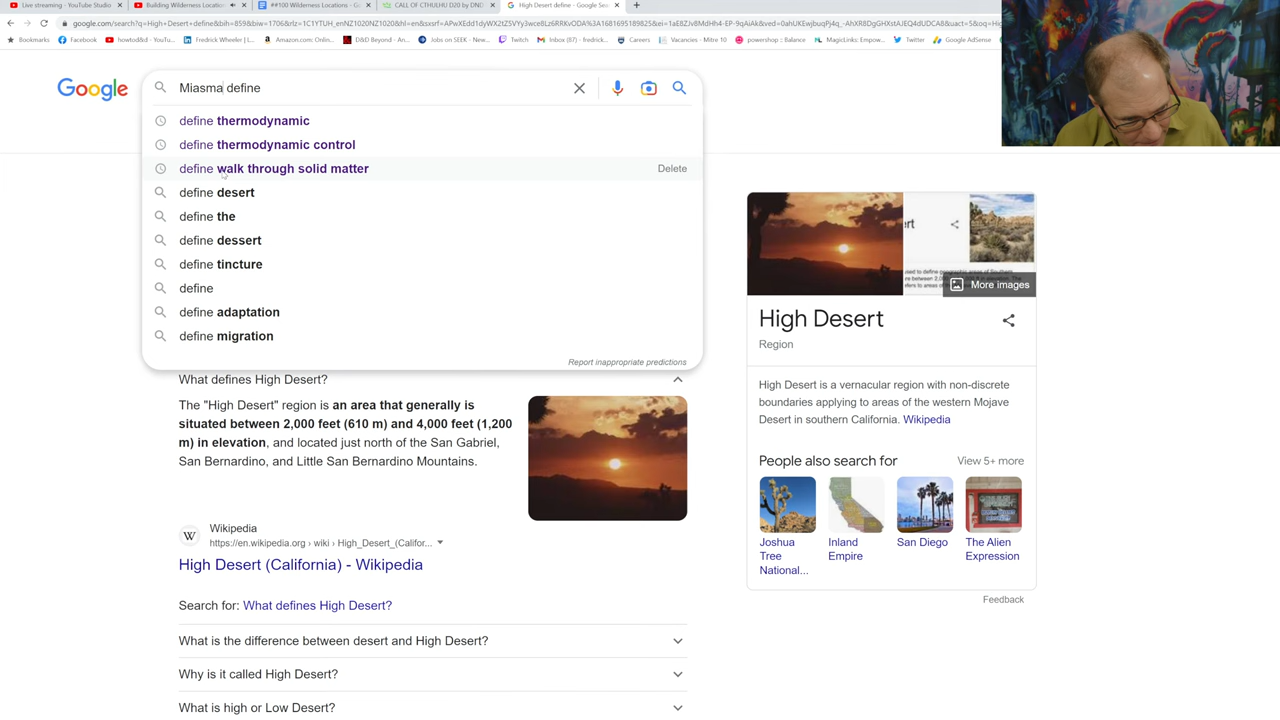 Live streaming - YouTube Studio
Building Wilderness Location
##100 Wilderness Locations - G
CALL OF CTHULHU D20 by DND
High Desert define - Google Sea
Bookmarks
Facebook
howtod&d - YouTu...
Fredrick Wheeler | L...
Amazon.com: Onlin...
D&D Beyond - An...
Jobs on SEEK - New...
Twitch
Inbox (87) - fredrick...
Careers
Vacancies - Mitre 10
powershop :: Balance
MagicLinks: Empow...
Twitter
Google AdSense
Google
Miasma define
define thermodynamic
define thermodynamic control
define walk through solid matter
Delete
define desert
define the
define dessert
define tincture
define
define adaptation
define migration
Report inappropriate predictions
What defines High Desert?
The "High Desert" region is an area that generally is
situated between 2,000 feet (610 m) and 4,000 feet (1,200
m) in elevation, and located just north of the San Gabriel,
San Bernardino, and Little San Bernardino Mountains.
Wikipedia
https://en.wikipedia.org › wiki › High_Desert_(Califor...
High Desert (California) - Wikipedia
Search for: What defines High Desert?
What is the difference between desert and High Desert?
Why is it called High Desert?
What is high or Low Desert?
More images
High Desert
Region
High Desert is a vernacular region with non-discrete
boundaries applying to areas of the western Mojave
Desert in southern California. Wikipedia
People also search for
View 5+ more
Joshua
Tree
National...
Inland
Empire
San Diego
The Alien
Expression
Feedback